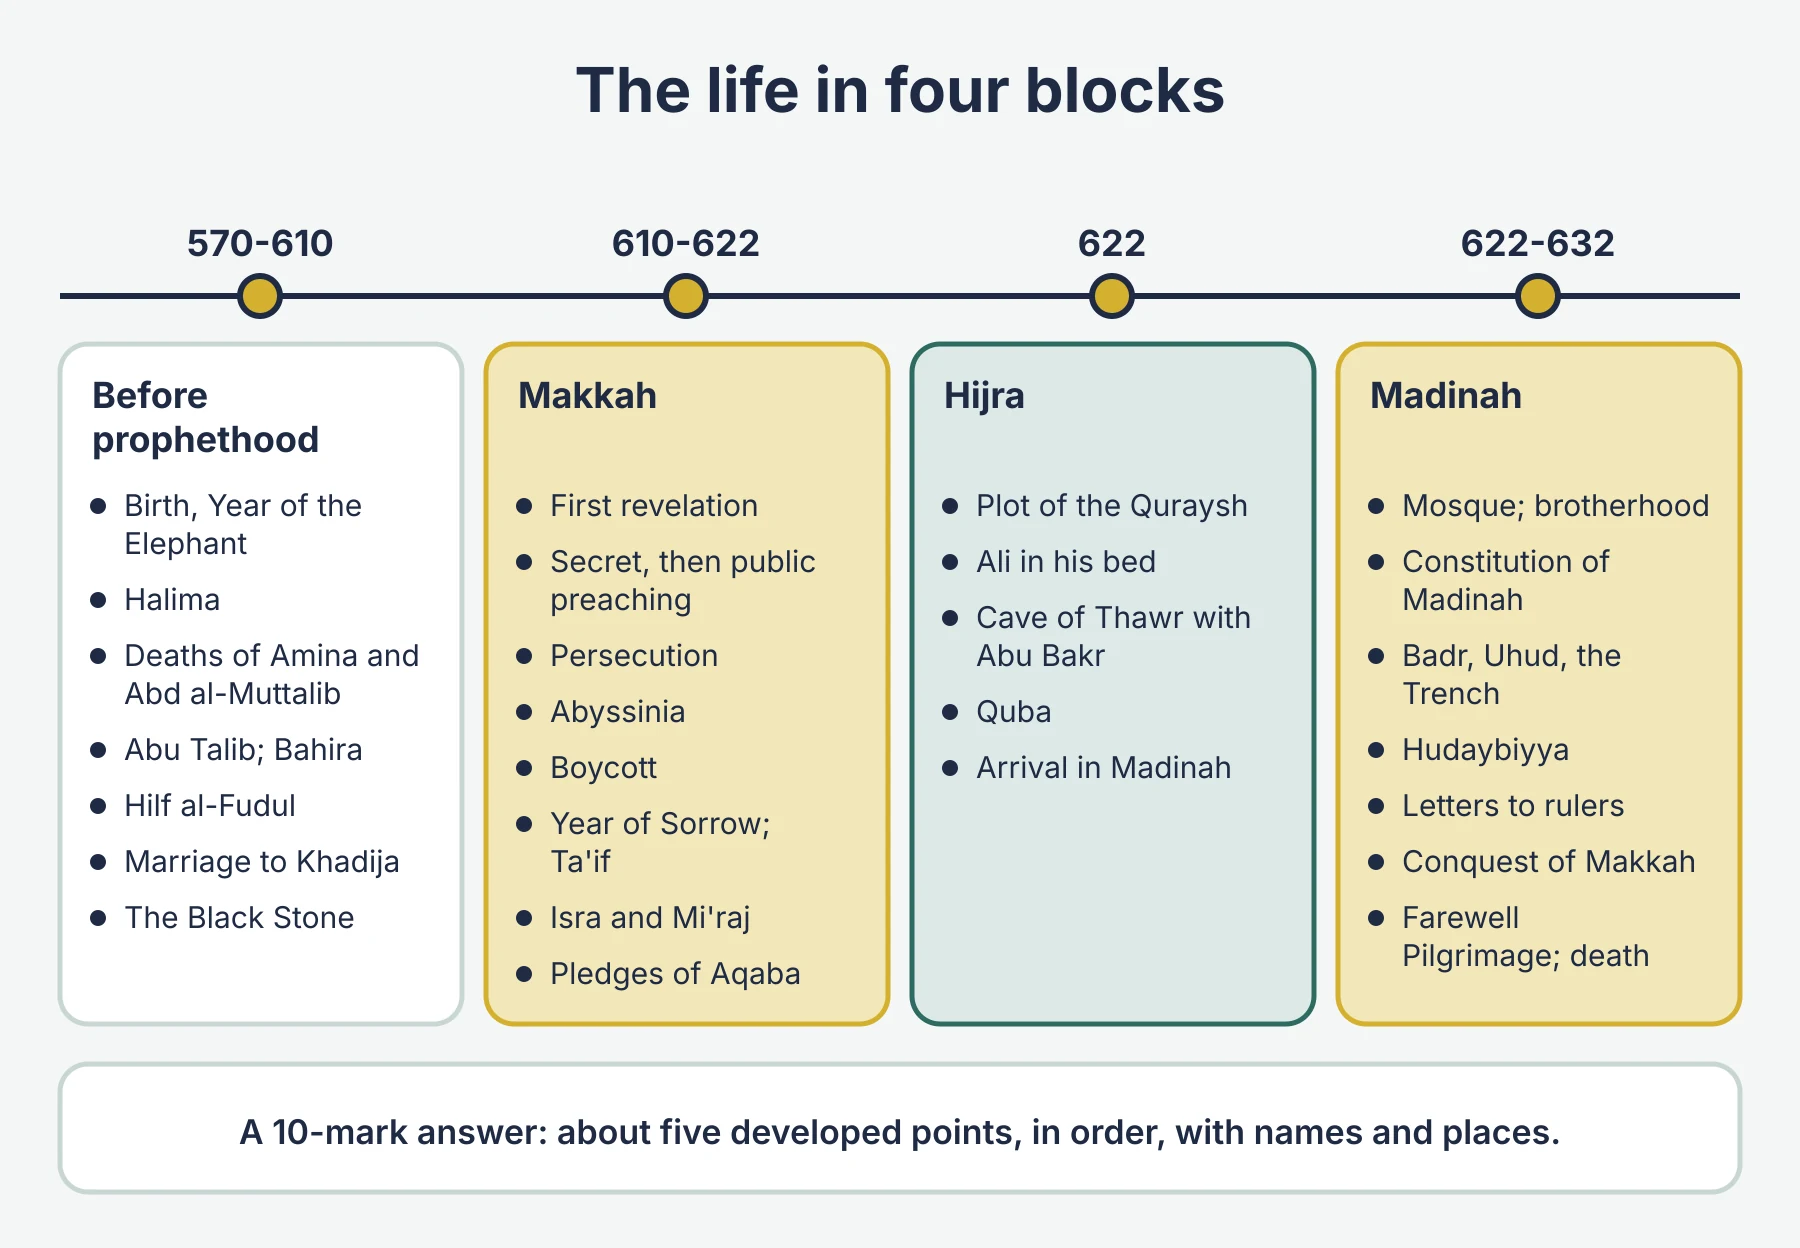 The life in four blocks
570-610
610-622
622
622-632
Before
prophethood
Birth, Year of the
Elephant
Halima
Deaths of Amina and
Abd al-Muttalib
Abu Talib; Bahira
Hilf al-Fudul
Marriage to Khadija
The Black Stone
Makkah
First revelation
Secret, then public
preaching
Persecution
Abyssinia
Boycott
Year of Sorrow;
Ta'if
Isra and Mi'raj
Pledges of Aqaba
Hijra
Plot of the Quraysh
Ali in his bed
Cave of Thawr with
Abu Bakr
Quba
Arrival in Madinah
Madinah
Mosque; brotherhood
Constitution of
Madinah
Badr, Uhud, the
Trench
Hudaybiyya
Letters to rulers
Conquest of Makkah
Farewell
Pilgrimage; death
A 10-mark answer: about five developed points, in order, with names and places.